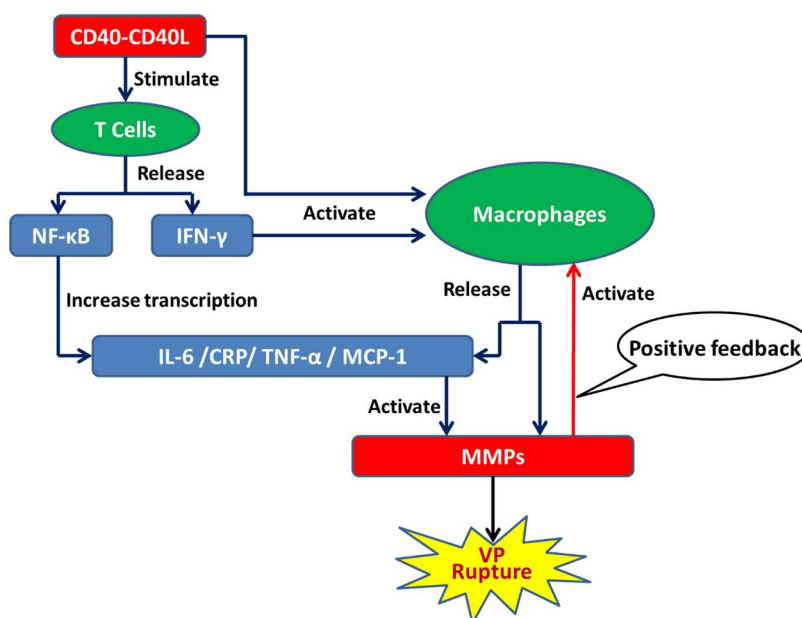 CD40-CD40L
Stimulate
T Cells
Release
NF-κB
IFN-γ
Activate
Macrophages
Increase transcription
Release
Activate
Positive feedback
IL-6 /CRP/ TNF-α / MCP-1
Activate
MMPs
VP
Rupture